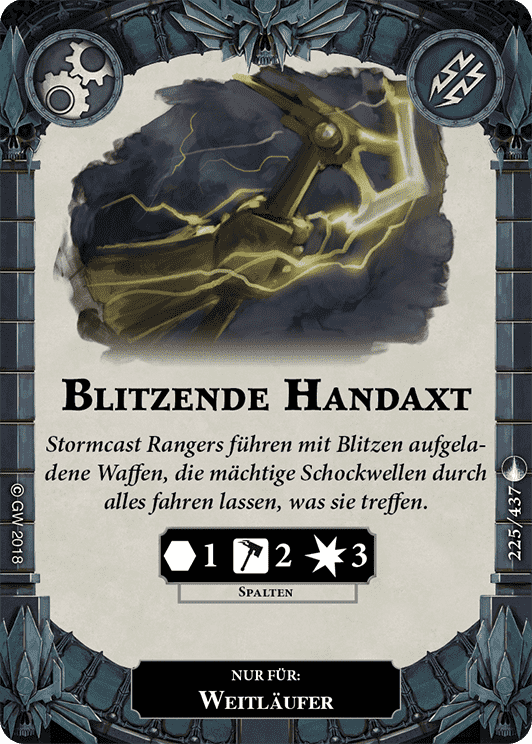 Blitzende Handaxt
Stormcast Rangers führen mit Blitzen aufgela-
dene Waffen, die mächtige Schockwellen durch
alles fahren lassen, was sie treffen.
1 2 3
Spalten
NUR FÜR:
Weitläufer
© GW 2018
225/437